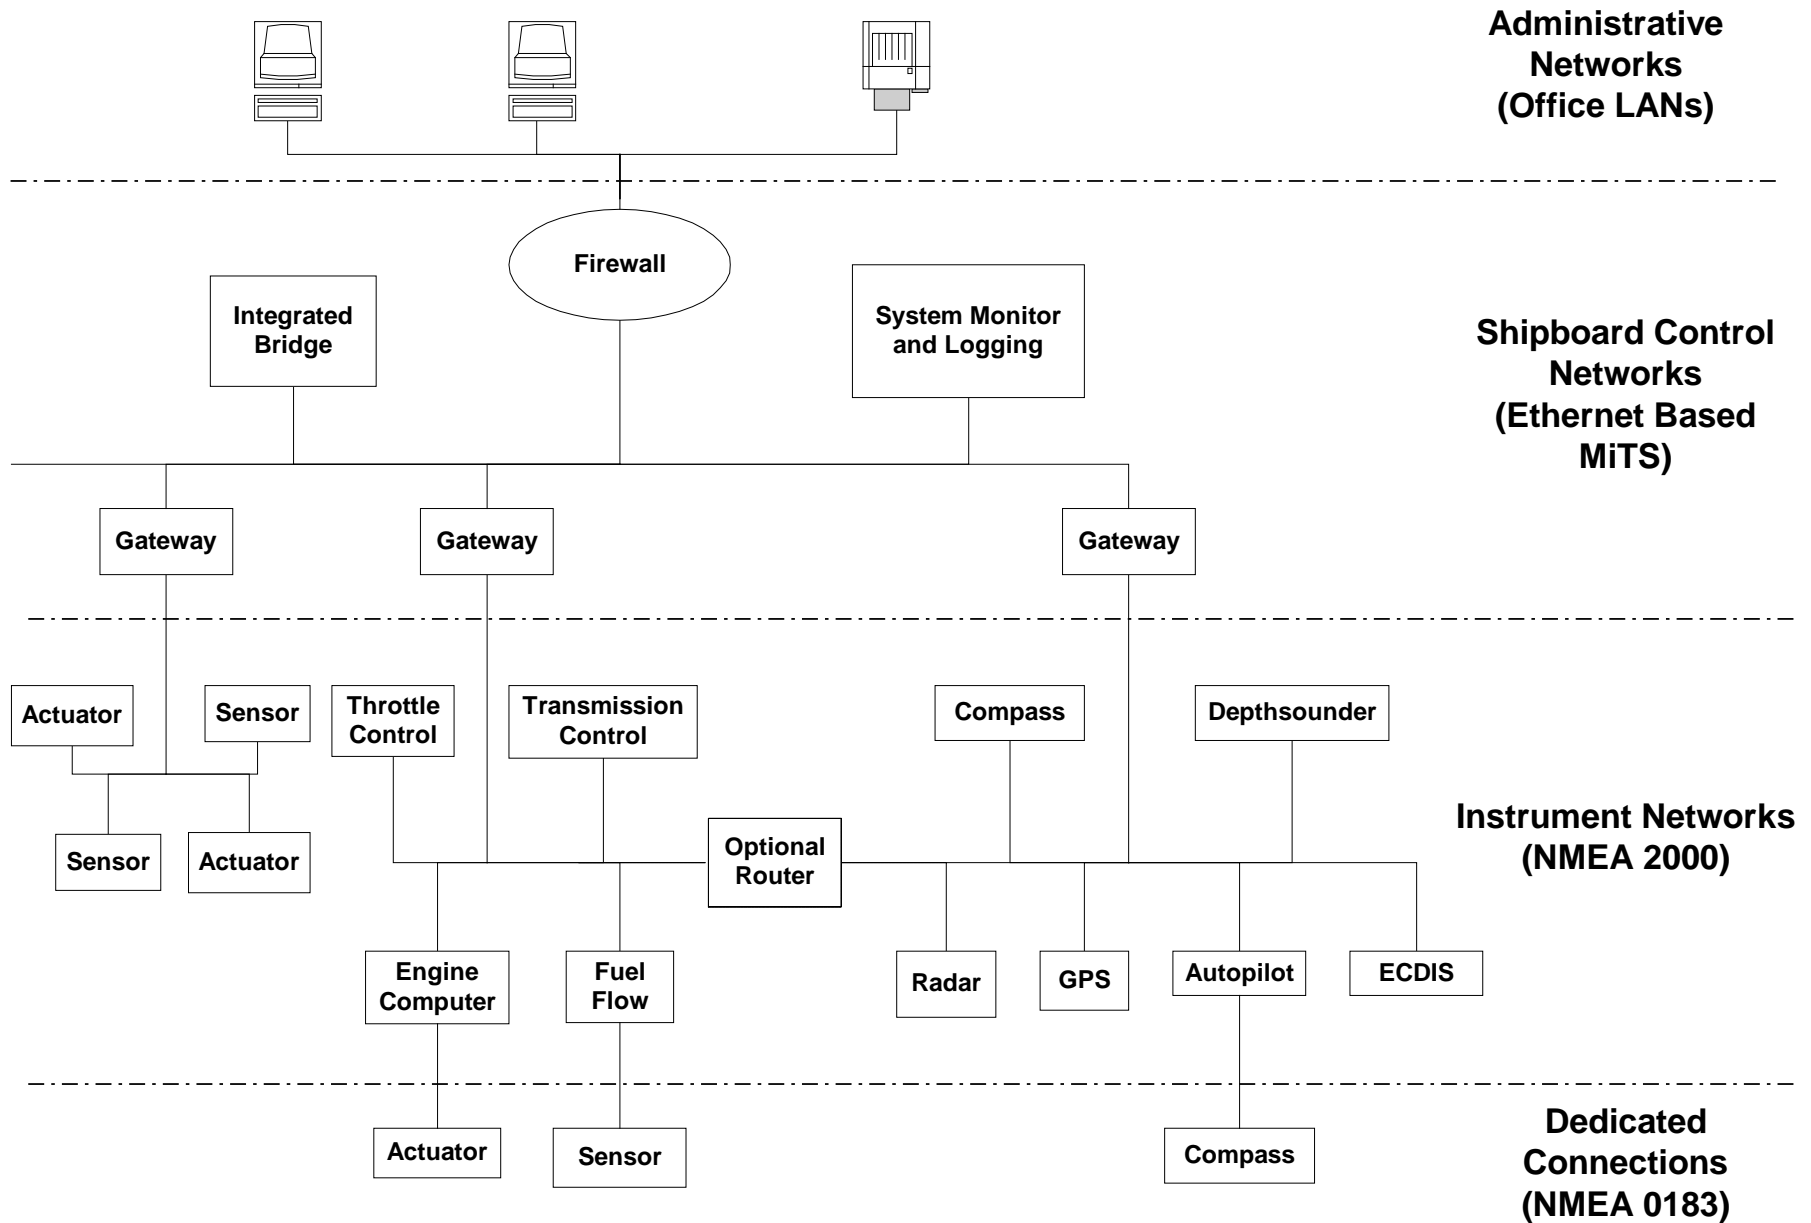 Administrative
Networks
(Office LANs)
Firewall
Integrated
Bridge
System Monitor
and Logging
Shipboard Control
Networks
(Ethernet Based
MiTS)
Gateway
Gateway
Gateway
Actuator
Sensor
Throttle
Control
Transmission
Control
Compass
Depthsounder
Sensor
Actuator
Optional
Router
Instrument Networks
(NMEA 2000)
Engine
Computer
Fuel
Flow
Radar
GPS
Autopilot
ECDIS
Actuator
Sensor
Compass
Dedicated
Connections
(NMEA 0183)